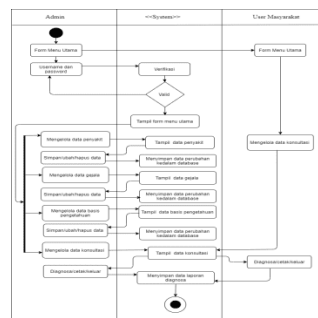 Admin
<<System>>
User Masyarakat
Form Menu Utama
Form Menu Utama
Username dan
password
Verifikasi
Valid
Tampil form menu utama
Mengelola data penyakit
Tampil data penyakit
Mengelola data konsultasi
Simpan/ubah/hapus data
Menyimpan data perubahan
kedalam database
Mengelola data gejala
Tampil data gejala
Simpan/ubah/hapus data
Menyimpan data perubahan
kedalam database
Mengelola data basis
pengetahuan
Tampil data basis pengetahuan
Simpan/ubah/hapus data
Menyimpan data perubahan
kedalam database
Mengelola data konsultasi
Tampil data konsultasi
Diagnosa/cetak/keluar
Diagnosa/cetak/keluar
Menyimpan data laporan
diagnosa